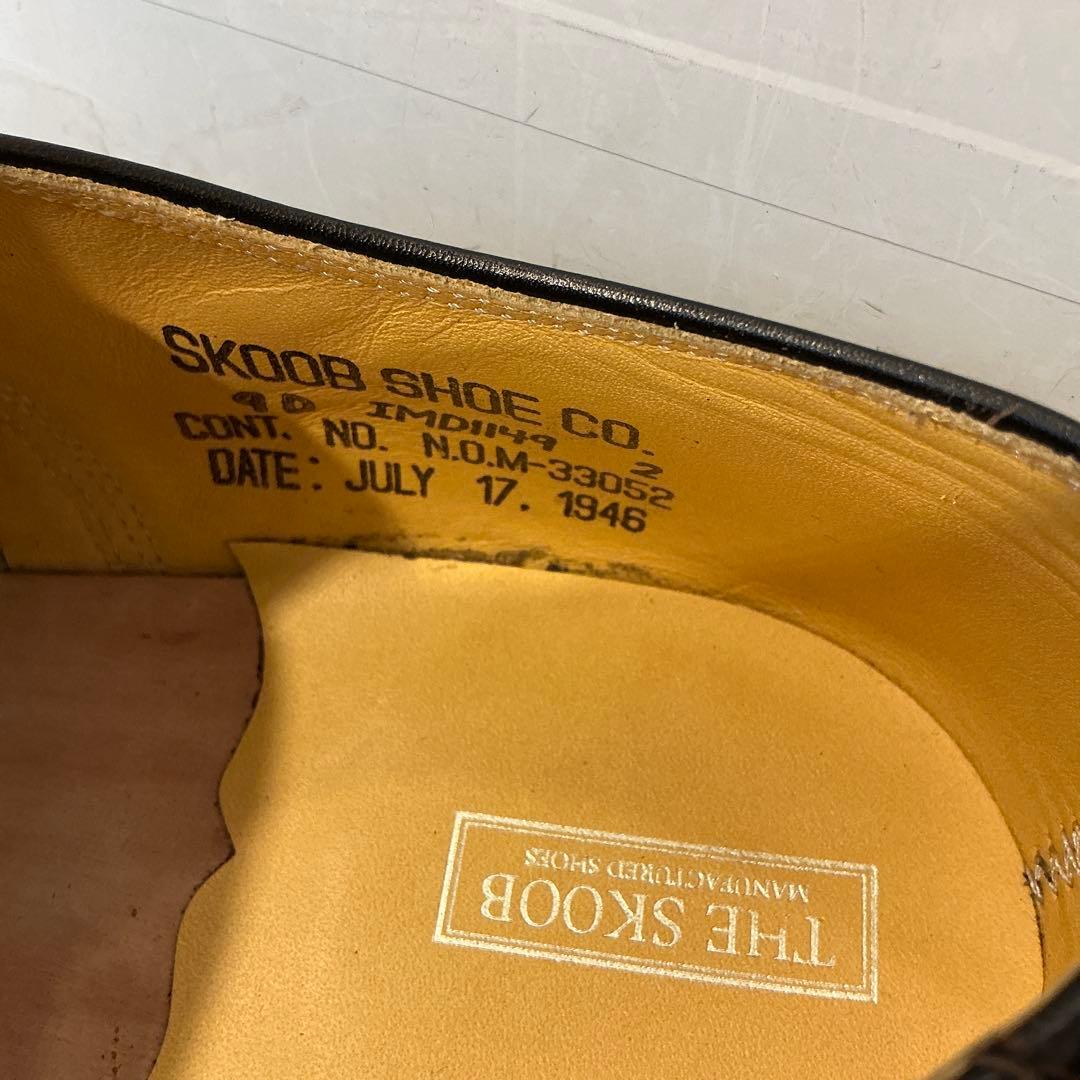 SKOOB SHOE CO.
9D IMD1149 2
CONT. NO. N.O.M-33052
DATE: JULY 17. 1946
THE SKOOB
MANUFACTURED SHOES